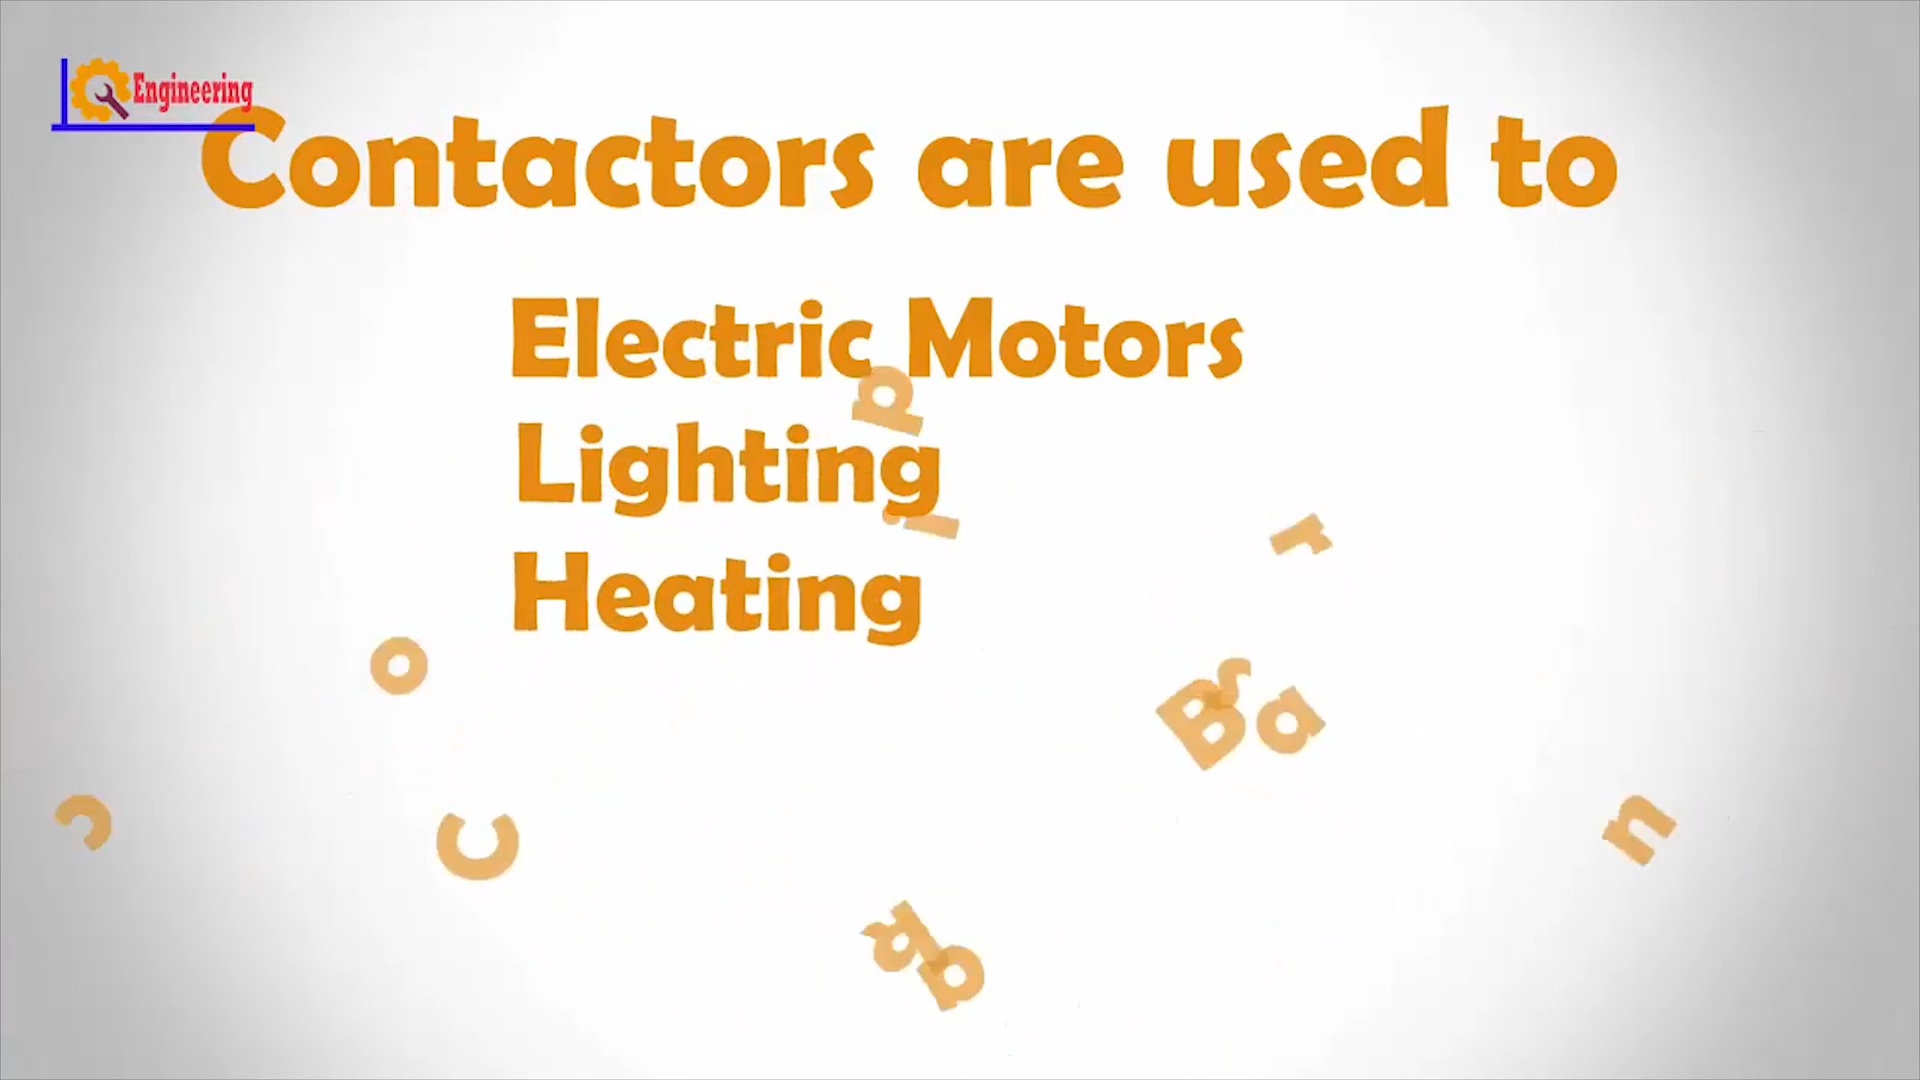 Engineering
Contactors are used to
Electric Motors
Lighting
Heating